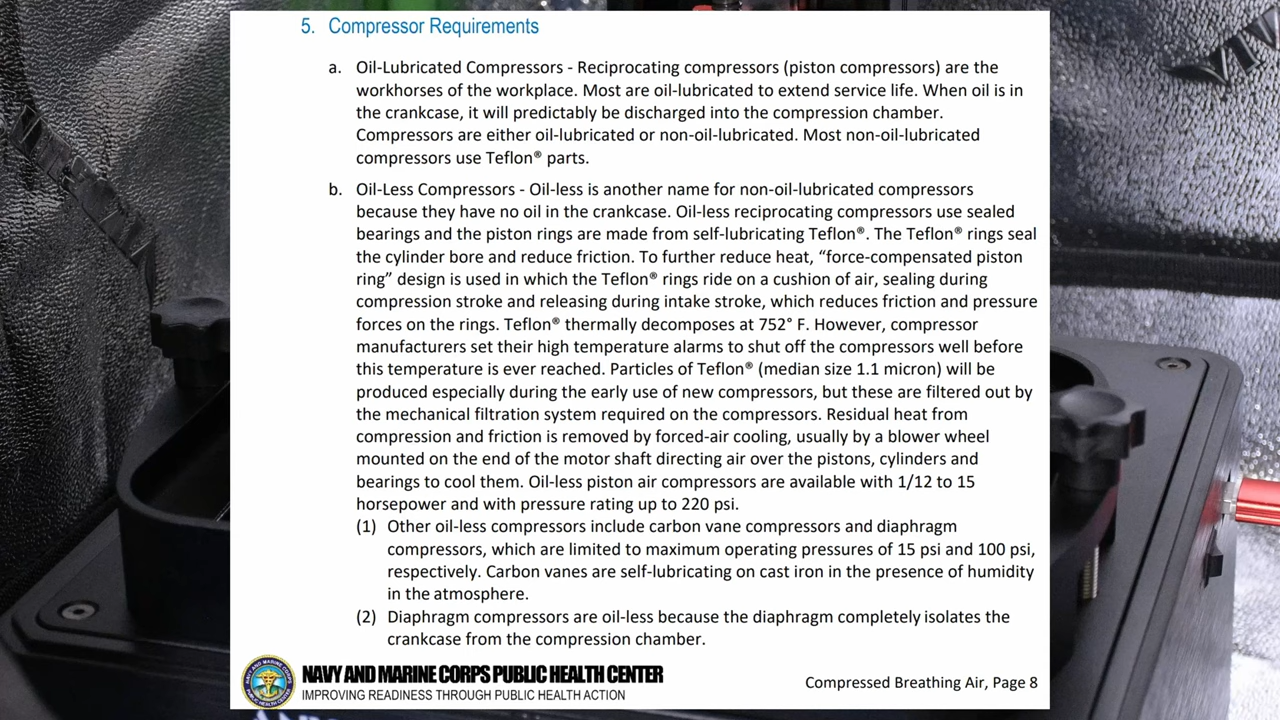 5. Compressor Requirements
a. Oil-Lubricated Compressors - Reciprocating compressors (piston compressors) are the
workhorses of the workplace. Most are oil-lubricated to extend service life. When oil is in
the crankcase, it will predictably be discharged into the compression chamber.
Compressors are either oil-lubricated or non-oil-lubricated. Most non-oil-lubricated
compressors use Teflon® parts.
b. Oil-Less Compressors - Oil-less is another name for non-oil-lubricated compressors
because they have no oil in the crankcase. Oil-less reciprocating compressors use sealed
bearings and the piston rings are made from self-lubricating Teflon®. The Teflon® rings seal
the cylinder bore and reduce friction. To further reduce heat, “force-compensated piston
ring” design is used in which the Teflon® rings ride on a cushion of air, sealing during
compression stroke and releasing during intake stroke, which reduces friction and pressure
forces on the rings. Teflon® thermally decomposes at 752° F. However, compressor
manufacturers set their high temperature alarms to shut off the compressors well before
this temperature is ever reached. Particles of Teflon® (median size 1.1 micron) will be
produced especially during the early use of new compressors, but these are filtered out by
the mechanical filtration system required on the compressors. Residual heat from
compression and friction is removed by forced-air cooling, usually by a blower wheel
mounted on the end of the motor shaft directing air over the pistons, cylinders and
bearings to cool them. Oil-less piston air compressors are available with 1/12 to 15
horsepower and with pressure rating up to 220 psi.
(1) Other oil-less compressors include carbon vane compressors and diaphragm
compressors, which are limited to maximum operating pressures of 15 psi and 100 psi,
respectively. Carbon vanes are self-lubricating on cast iron in the presence of humidity
in the atmosphere.
(2) Diaphragm compressors are oil-less because the diaphragm completely isolates the
crankcase from the compression chamber.
NAVY AND MARINE CORPS PUBLIC HEALTH CENTER
IMPROVING READINESS THROUGH PUBLIC HEALTH ACTION
Compressed Breathing Air, Page 8